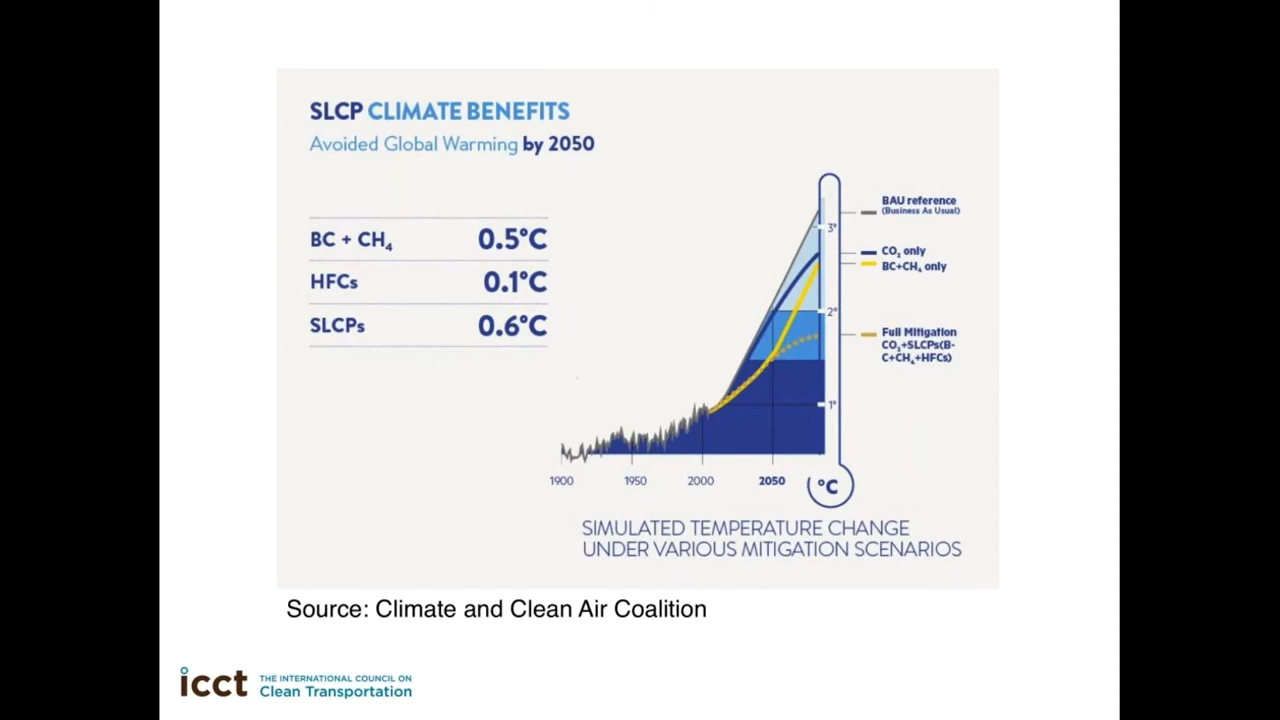 SLCP CLIMATE BENEFITS
Avoided Global Warming by 2050
BC + CH₄ 0.5°C
HFCs 0.1°C
SLCPs 0.6°C
BAU reference
(Business As Usual)
3°
CO₂ only
BC+CH₄ only
2°
Full Mitigation
CO₂+SLCPs(B-
C+CH₄+HFCs)
1°
1900 1950 2000 2050 °C
SIMULATED TEMPERATURE CHANGE
UNDER VARIOUS MITIGATION SCENARIOS
Source: Climate and Clean Air Coalition
icct THE INTERNATIONAL COUNCIL ON
Clean Transportation